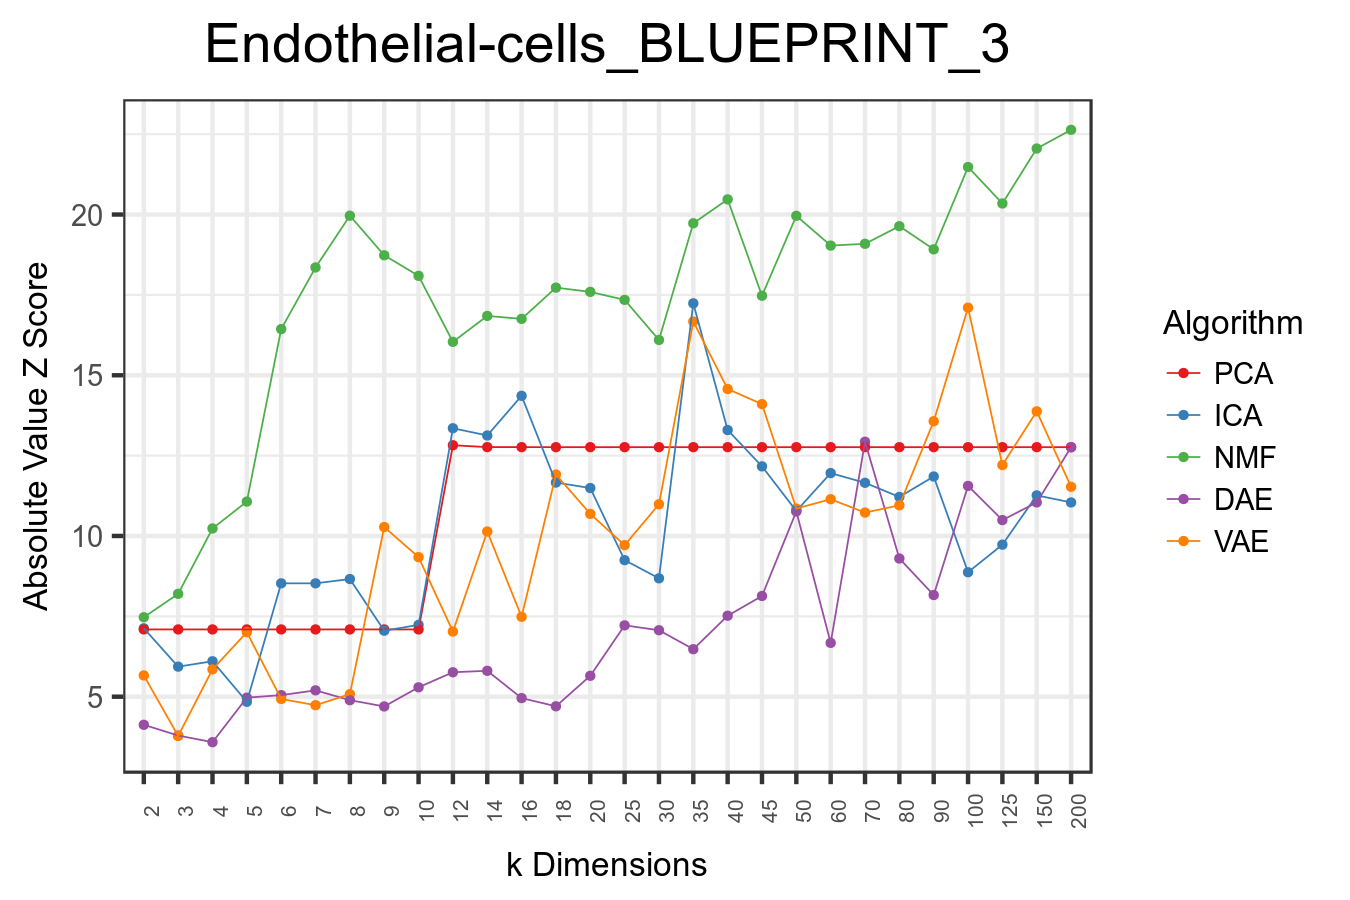 Endothelial-cells_BLUEPRINT_3
Absolute Value Z Score
20
15
10
5
2 3 4 5 6 7 8 9 10 12 14 16 18 20 25 30 35 40 45 50 60 70 80 90 100 125 150 200
k Dimensions
Algorithm
PCA
ICA
NMF
DAE
VAE